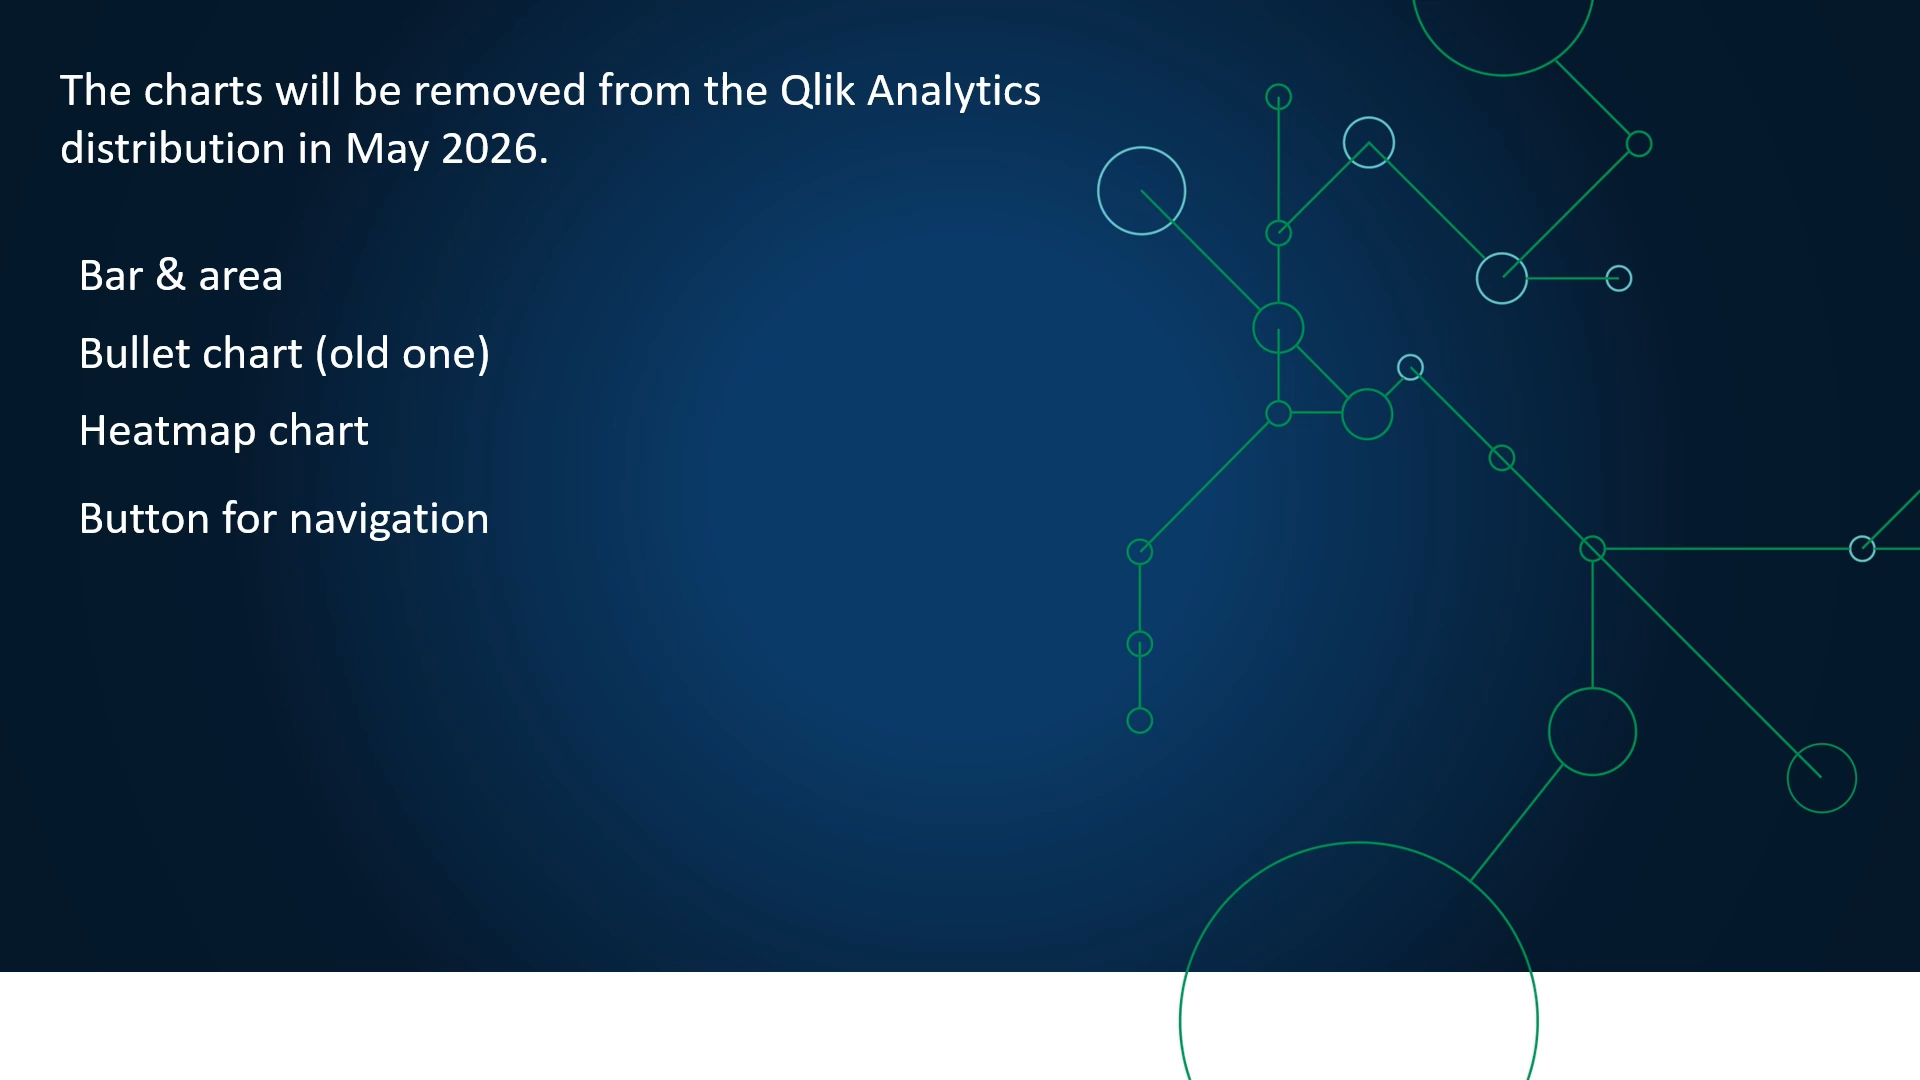 The charts will be removed from the Qlik Analytics
distribution in May 2026.
Bar & area
Bullet chart (old one)
Heatmap chart
Button for navigation